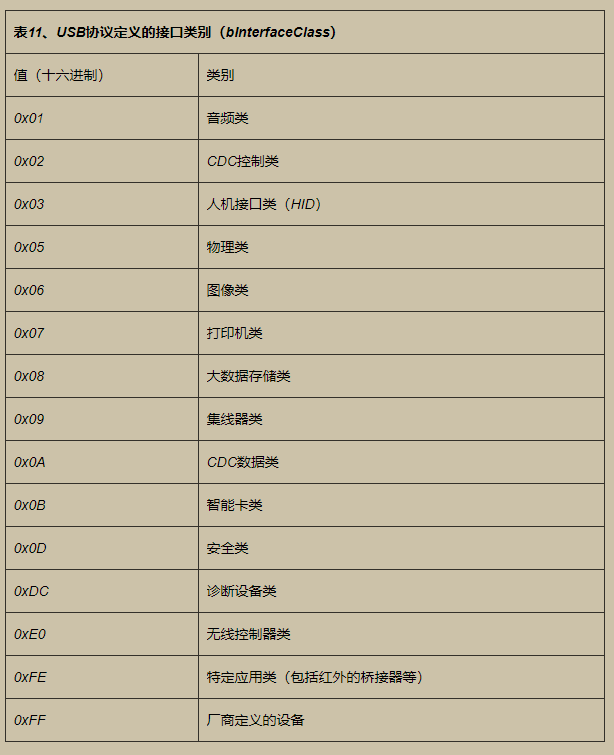 表11、USB协议定义的接口类别（bInterfaceClass）
值（十六进制） 类别
0x01 音频类
0x02 CDC控制类
0x03 人机接口类（HID）
0x05 物理类
0x06 图像类
0x07 打印机类
0x08 大数据存储类
0x09 集线器类
0x0A CDC数据类
0x0B 智能卡类
0x0D 安全类
0xDC 诊断设备类
0xE0 无线控制器类
0xFE 特定应用类（包括红外的桥接器等）
0xFF 厂商定义的设备